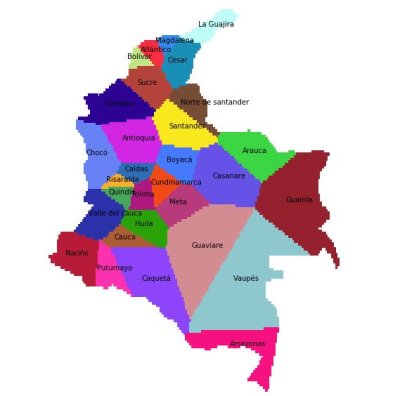 La Guajira
Magdalena
Atlántico
Bolívar
Cesar
Sucre
Córdoba
Norte de santander
Santander
Antioquia
Arauca
Chocó
Boyacá
Caldas
Casanare
Risaralda
Cundinamarca
Quindío
Tolima
Meta
Guainía
Valle del cauca
Huila
Cauca
Guaviare
Nariño
Putumayo
Caquetá
Vaupés
Amazonas